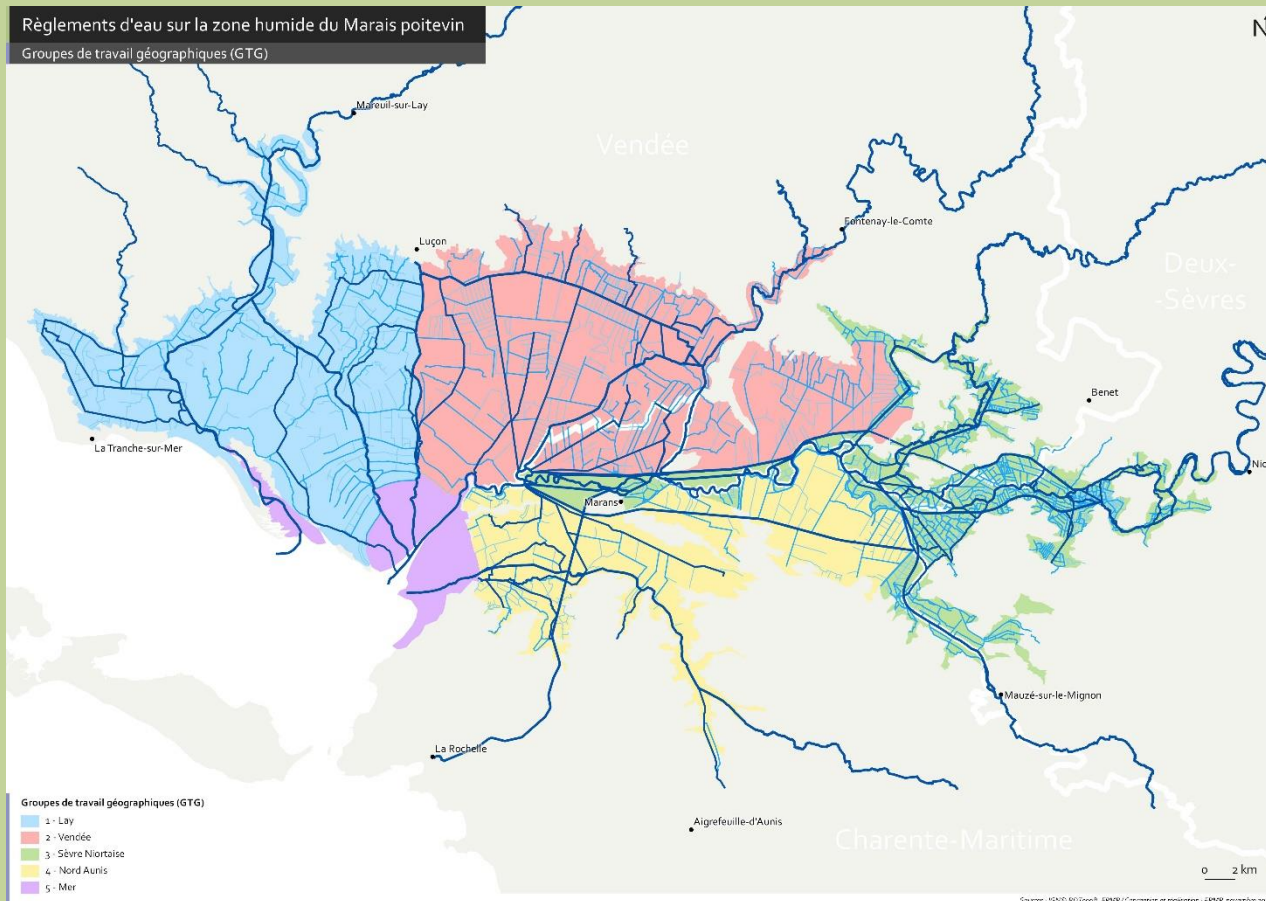 Règlements d'eau sur la zone humide du Marais poitevin
Groupes de travail géographiques (GTG)
N
Mareuil-sur-Lay
Vendée
Fontenay-le-Comte
Luçon
Deux-
-Sèvres
Benet
La Tranche-sur-Mer
Nio
Marans
Mauzé-sur-le-Mignon
La Rochelle
Aigrefeuille-d'Aunis
Charente-Maritime
Groupes de travail géographiques (GTG)
1 - Lay
2 - Vendée
3 - Sèvre Niortaise
4 - Nord Aunis
5 - Mer
0 2 km